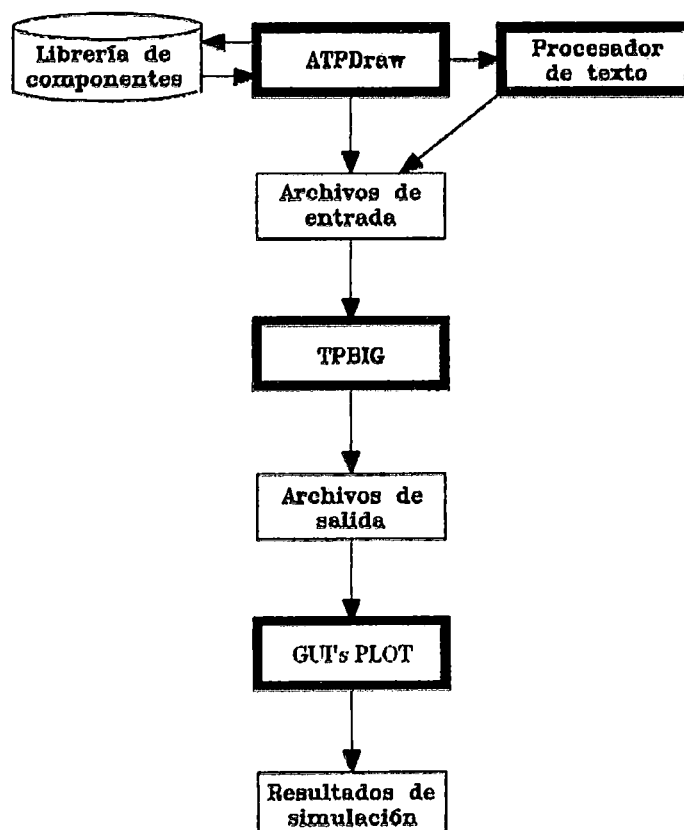 Librería de
componentes
ATPDraw
Procesador
de texto
Archivos de
entrada
TPBIG
Archivos de
salida
GUI's PLOT
Resultados de
simulación